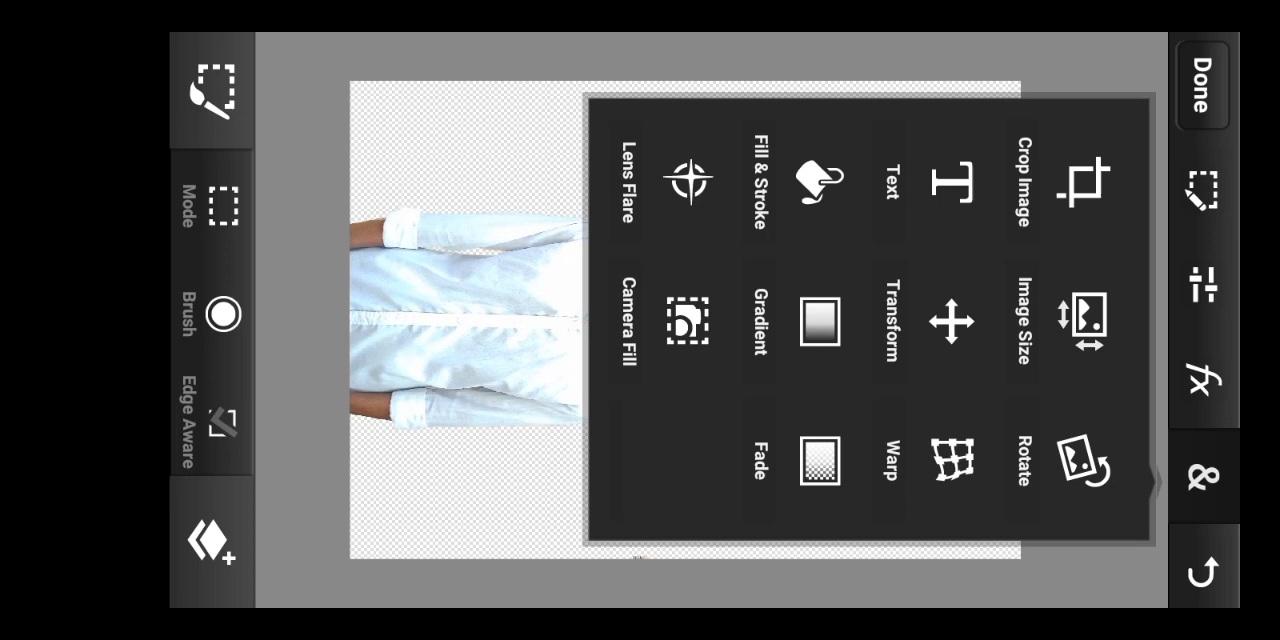 Done
fx
&
Crop Image
Image Size
Rotate
Text
Transform
Warp
Fill & Stroke
Gradient
Fade
Lens Flare
Camera Fill
Mode
Brush
Edge Aware